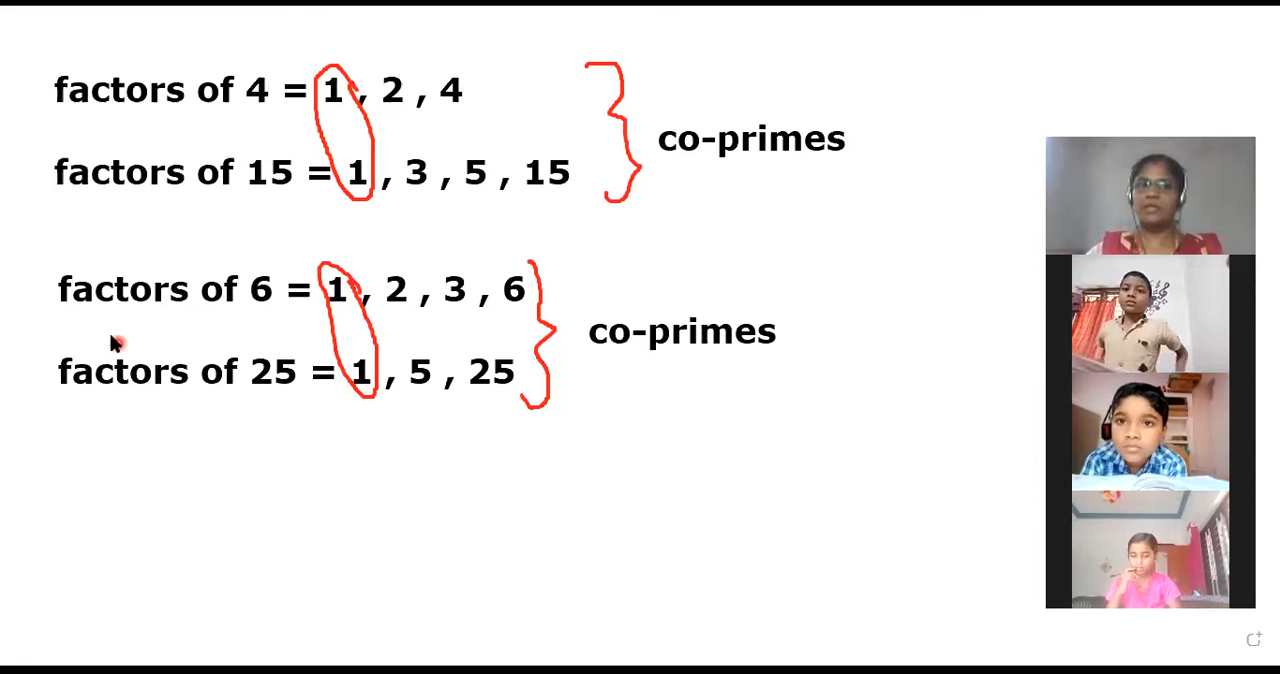 factors of 4 = 1 , 2 , 4
co-primes
factors of 15 = 1 , 3 , 5 , 15
factors of 6 = 1 , 2 , 3 , 6
co-primes
factors of 25 = 1 , 5 , 25